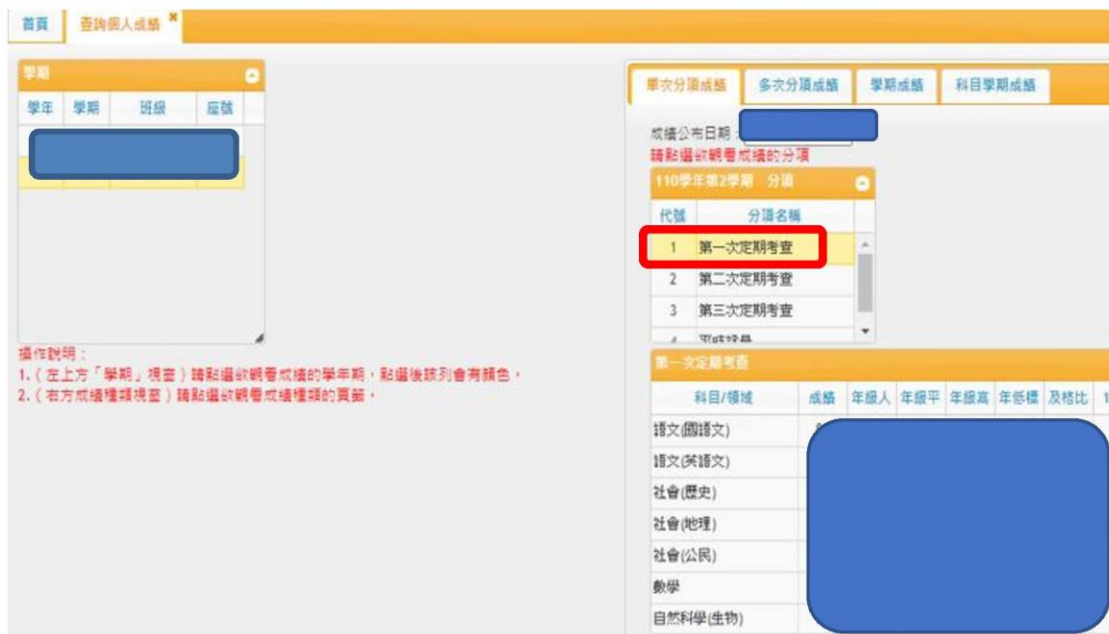 首頁
查詢個人成績
學期
學年 學期 班級 座號
操作說明：
1.（左上方「學期」視窗）請點選欲觀看成績的學年期，點選後該列會有顏色。
2.（右方成績種類視窗）請點選欲觀看成績種類的頁籤。
單次分項成績 多次分項成績 學期成績 科目學期成績
成績公布日期：
請點選欲觀看成績的分項
110學年第2學期 分項
代號 分項名稱
1 第一次定期考查
2 第二次定期考查
3 第三次定期考查
4 平時評量
第一次定期考查
科目/領域 成績 年級人 年級平 年級高 年低標 及格比
語文(國語文)
語文(英語文)
社會(歷史)
社會(地理)
社會(公民)
數學
自然科學(生物)